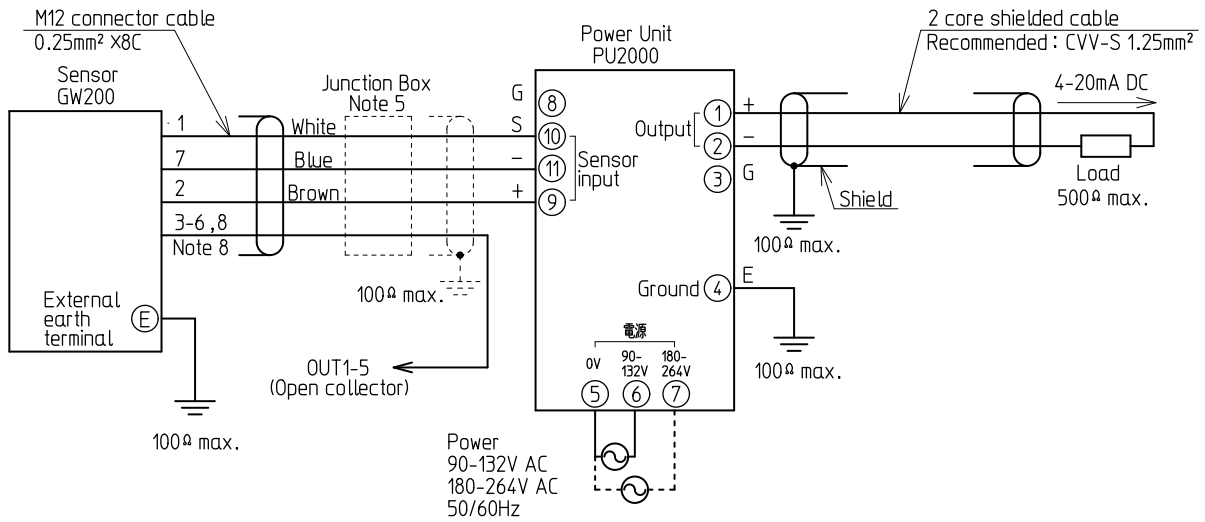 M12 connector cable
0.25mm² X8C
Sensor
GW200
1
White
7
Blue
2
Brown
3-6,8
Note 8
External
earth
terminal
E
100Ω max.
Junction Box
Note 5
100Ω max.
OUT1-5
(Open collector)
Power Unit
PU2000
G
8
S
10
-
11
+
9
Sensor
input
Output
1
+
2
-
3
G
Ground
4
E
電源
0V
90-
132V
180-
264V
5
6
7
Power
90-132V AC
180-264V AC
50/60Hz
2 core shielded cable
Recommended : CVV-S 1.25mm²
4-20mA DC
Load
500Ω max.
Shield
100Ω max.
100Ω max.